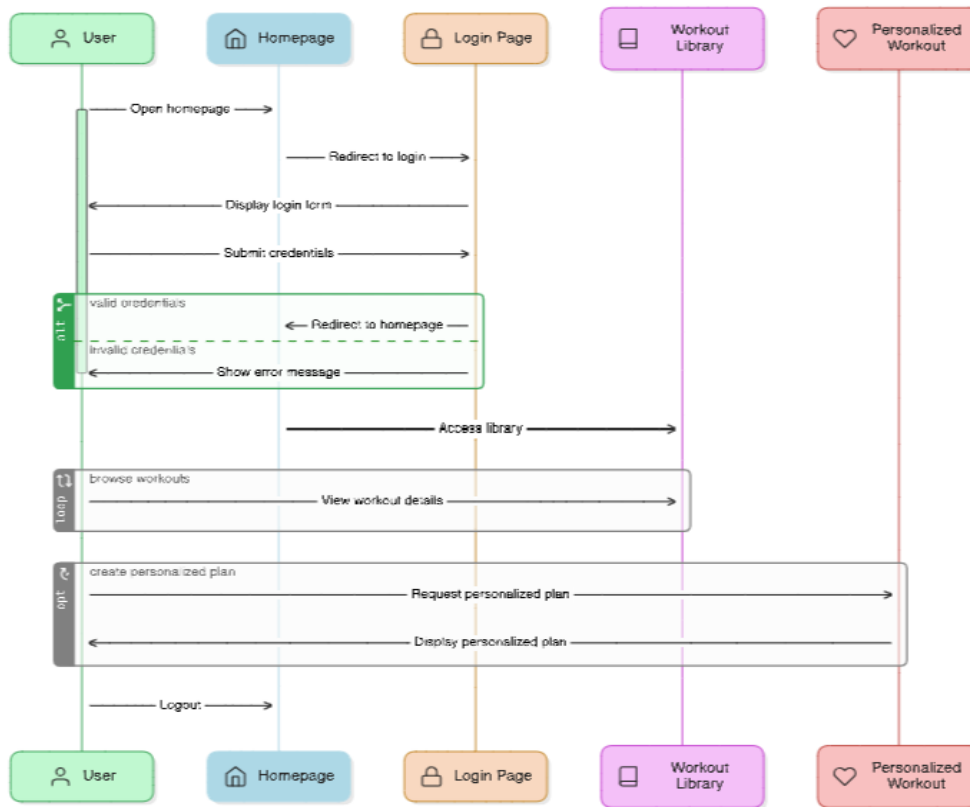 User
Homepage
Login Page
Workout
Library
Personalized
Workout
Open homepage
Redirect to login
Display login form
Submit credentials
alt
valid credentials
Redirect to homepage
invalid credentials
Show error message
Access library
loop
browse workouts
View workout details
opt
create personalized plan
Request personalized plan
Display personalized plan
Logout
User
Homepage
Login Page
Workout
Library
Personalized
Workout